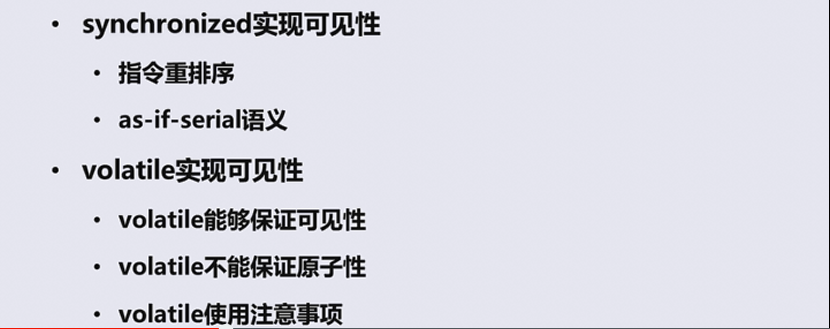 • synchronized实现可见性
• 指令重排序
• as-if-serial语义
• volatile实现可见性
• volatile能够保证可见性
• volatile不能保证原子性
• volatile使用注意事项